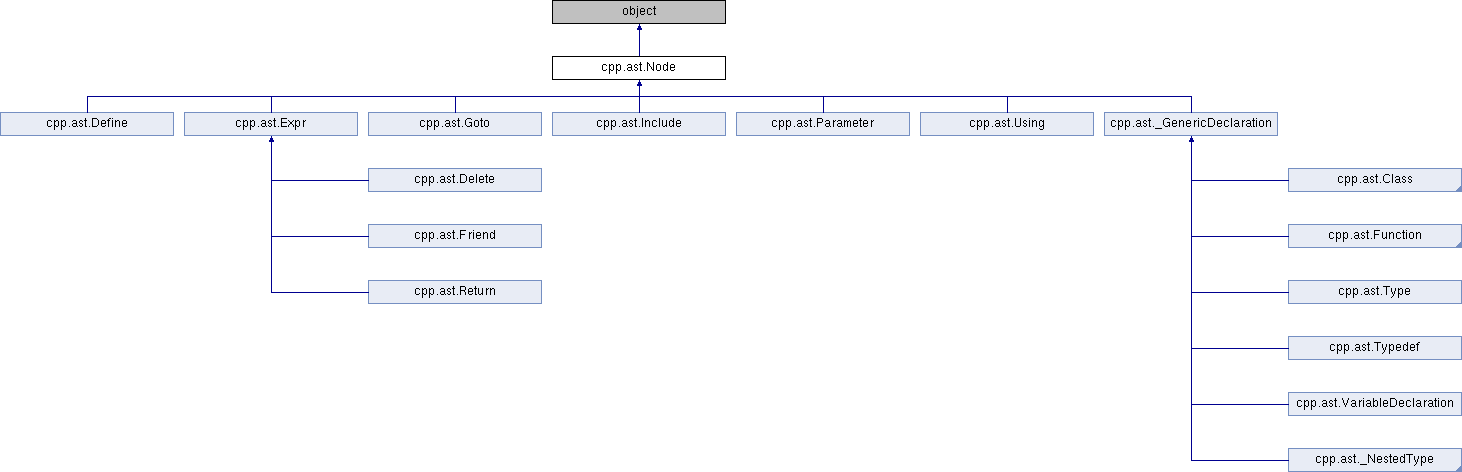 object
cpp.ast.Node
cpp.ast.Define
cpp.ast.Expr
cpp.ast.Goto
cpp.ast.Include
cpp.ast.Parameter
cpp.ast.Using
cpp.ast._GenericDeclaration
cpp.ast.Delete
cpp.ast.Class
cpp.ast.Friend
cpp.ast.Function
cpp.ast.Return
cpp.ast.Type
cpp.ast.Typedef
cpp.ast.VariableDeclaration
cpp.ast._NestedType